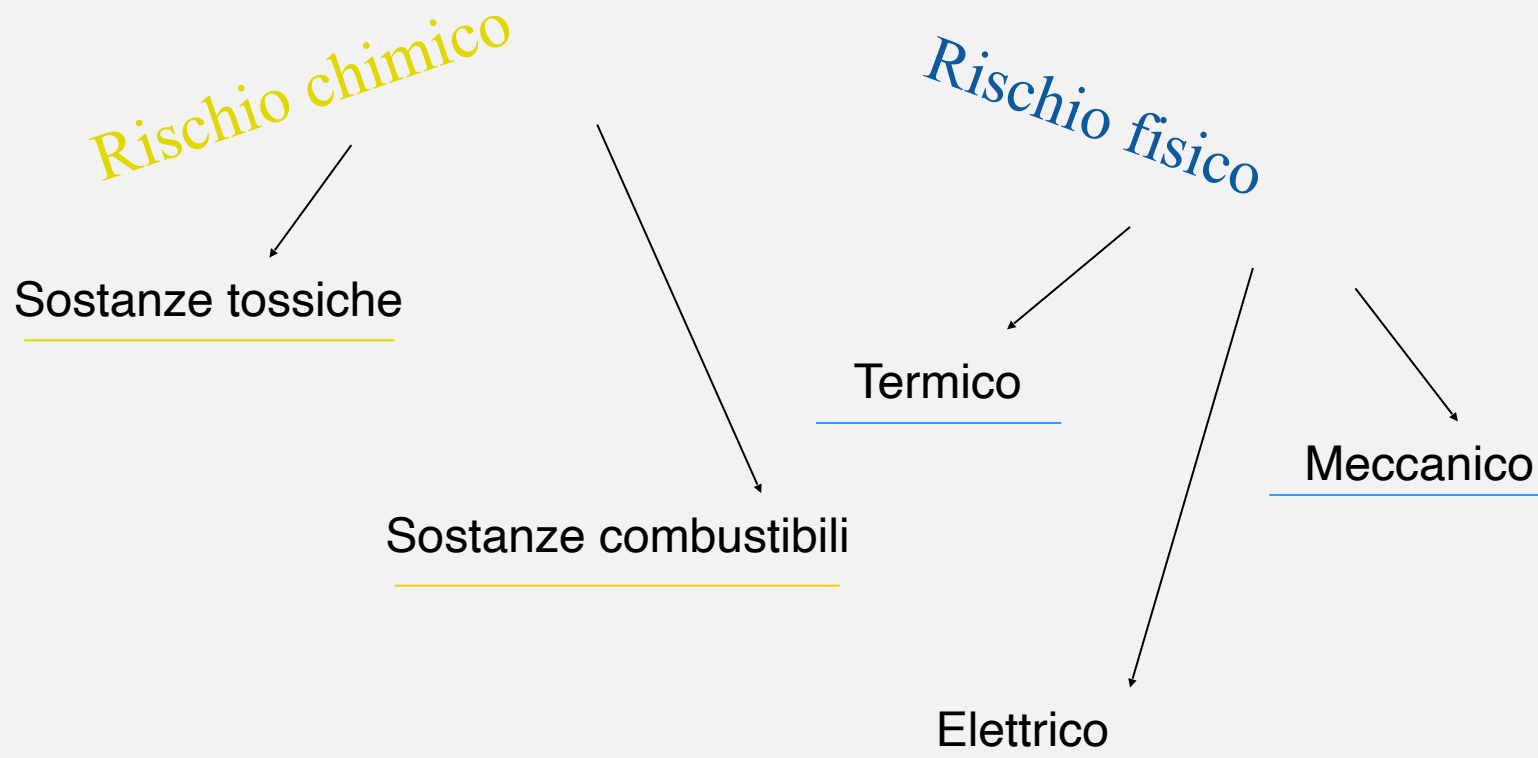 Rischio chimico
Rischio fisico
Sostanze tossiche
Termico
Meccanico
Sostanze combustibili
Elettrico